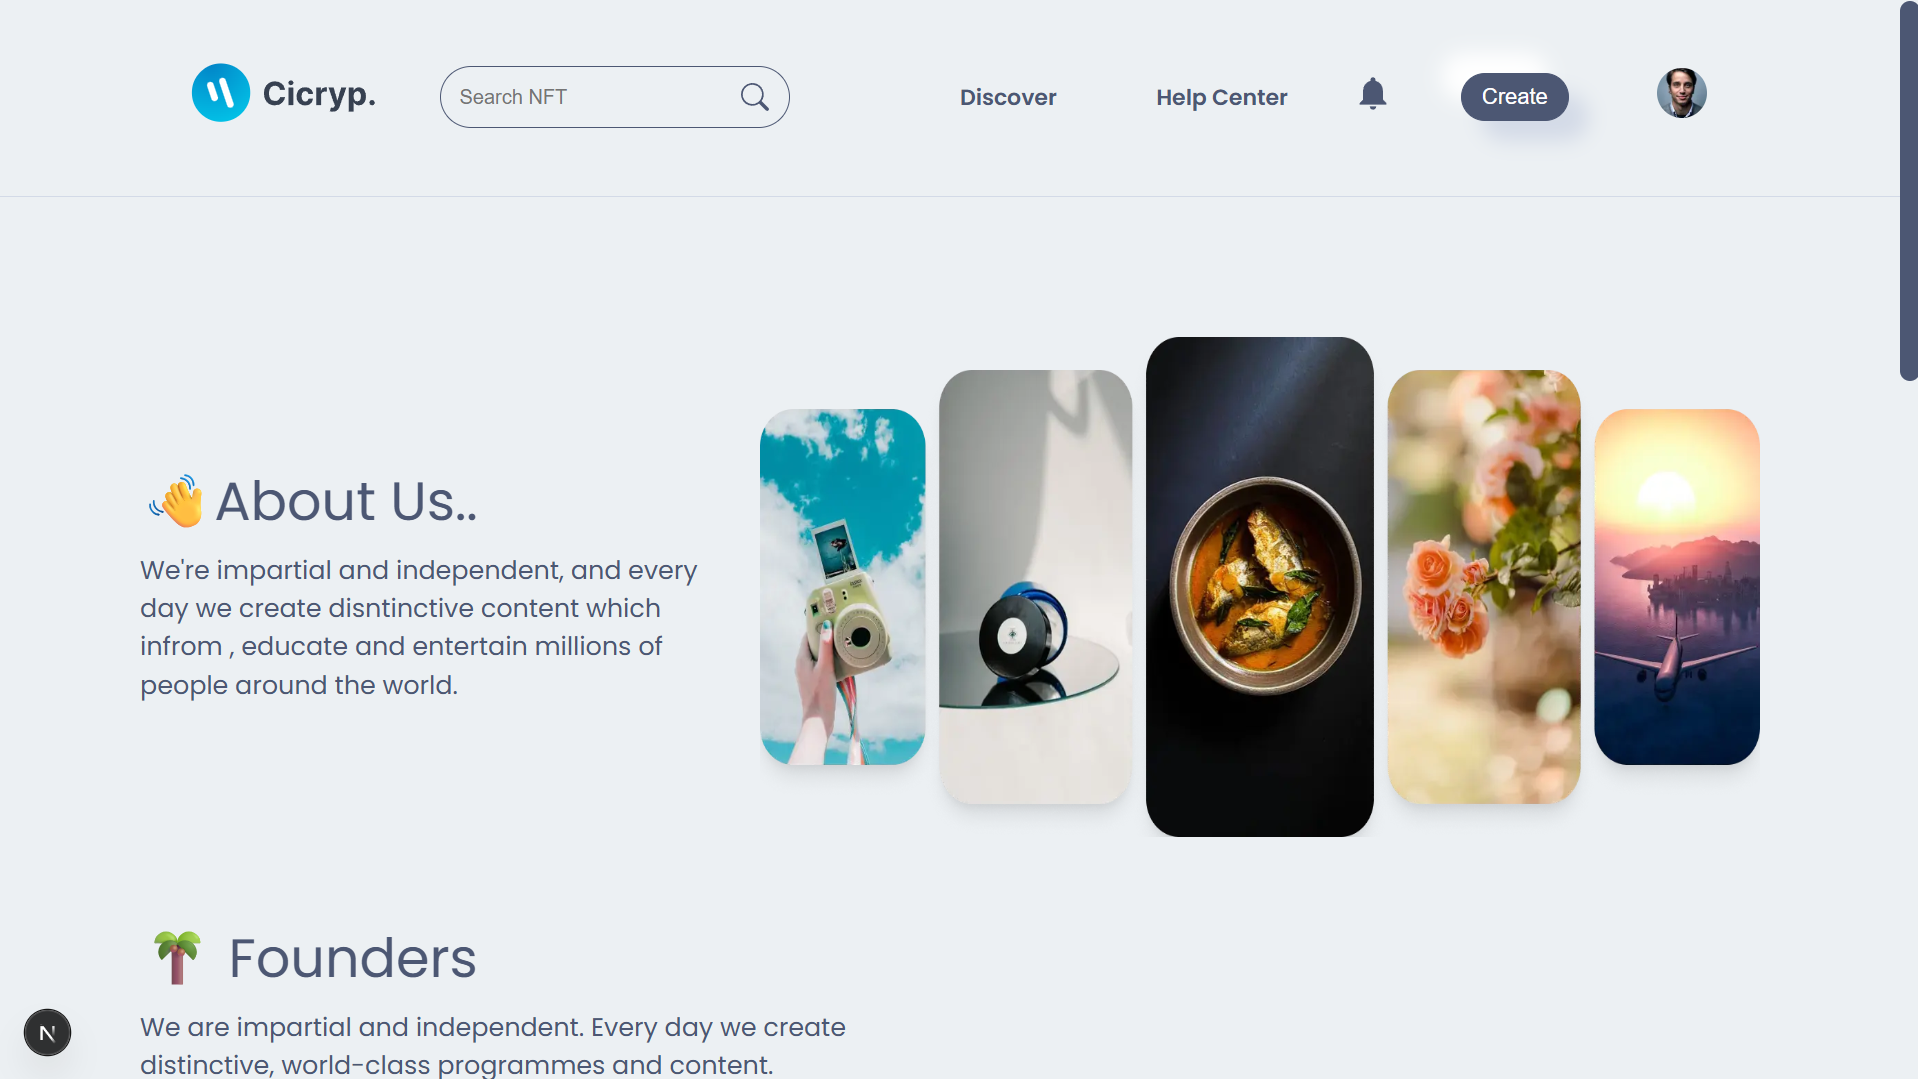 Cicryp.
Search NFT
Discover
Help Center
Create
About Us..
We're impartial and independent, and every
day we create disntinctive content which
infrom , educate and entertain millions of
people around the world.
Founders
We are impartial and independent. Every day we create
distinctive, world-class programmes and content.
N